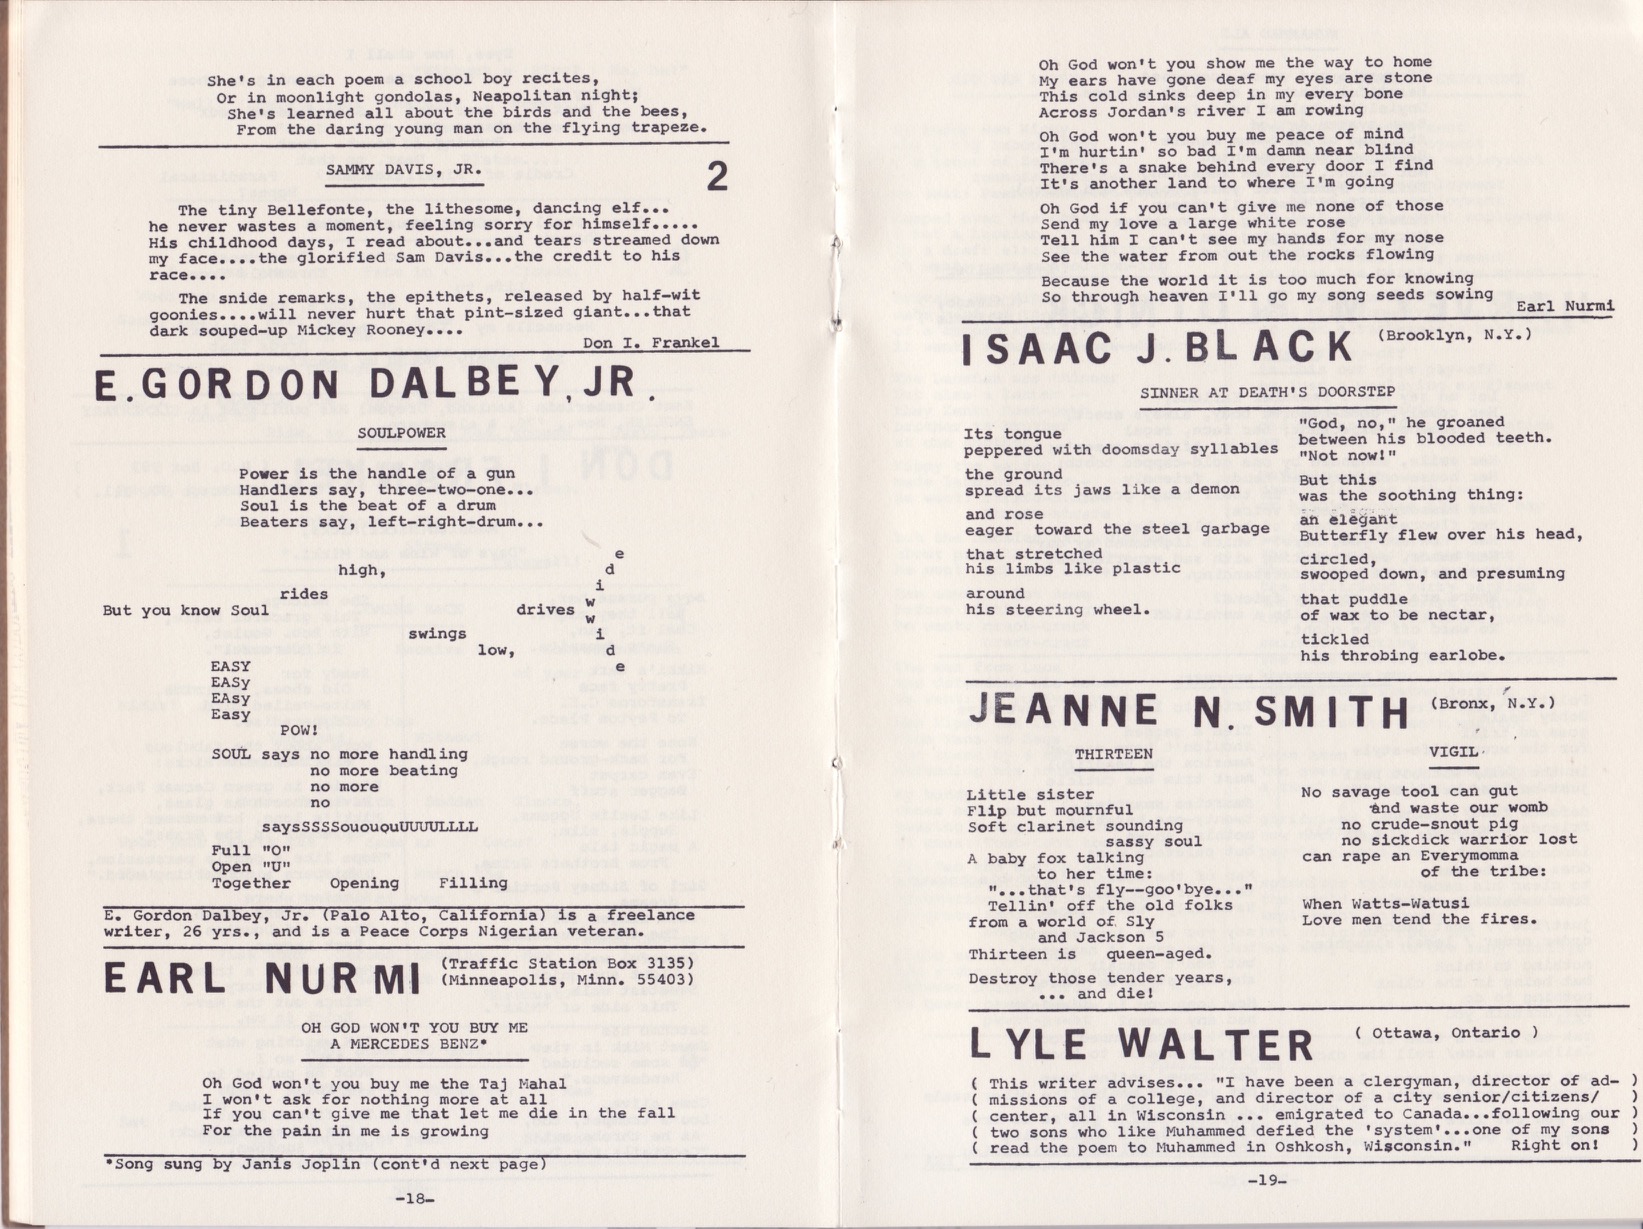 She's in each poem a school boy recites,
Or in moonlight gondolas, Neapolitan night;
She's learned all about the birds and the bees,
From the daring young man on the flying trapeze.
SAMMY DAVIS, JR.
2
The tiny Bellefonte, the lithesome, dancing elf...
he never wastes a moment, feeling sorry for himself.....
His childhood days, I read about...and tears streamed down
my face....the glorified Sam Davis...the credit to his
race....
The snide remarks, the epithets, released by half-wit
goonies....will never hurt that pint-sized giant...that
dark souped-up Mickey Rooney....
Don I. Frankel
E. GORDON DALBEY, JR.
SOULPOWER
Power is the handle of a gun
Handlers say, three-two-one...
Soul is the beat of a drum
Beaters say, left-right-drum...
e
high, d
i
rides w
But you know Soul drives
w
swings i
low, d
EASY e
EASy
EAsy
Easy
POW!
SOUL says no more handling
no more beating
no more
no
saysSSSSououquUUUULLLL
Full "O"
Open "U"
Together Opening Filling
E. Gordon Dalbey, Jr. (Palo Alto, California) is a freelance
writer, 26 yrs., and is a Peace Corps Nigerian veteran.
EARL NURMI (Traffic Station Box 3135)
(Minneapolis, Minn. 55403)
OH GOD WON'T YOU BUY ME
A MERCEDES BENZ*
Oh God won't you buy me the Taj Mahal
I won't ask for nothing more at all
If you can't give me that let me die in the fall
For the pain in me is growing
*Song sung by Janis Joplin (cont'd next page)
-18-
Oh God won't you show me the way to home
My ears have gone deaf my eyes are stone
This cold sinks deep in my every bone
Across Jordan's river I am rowing
Oh God won't you buy me peace of mind
I'm hurtin' so bad I'm damn near blind
There's a snake behind every door I find
It's another land to where I'm going
Oh God if you can't give me none of those
Send my love a large white rose
Tell him I can't see my hands for my nose
See the water from out the rocks flowing
Because the world it is too much for knowing
So through heaven I'll go my song seeds sowing
Earl Nurmi
ISAAC J. BLACK (Brooklyn, N.Y.)
SINNER AT DEATH'S DOORSTEP
Its tongue
peppered with doomsday syllables
the ground
spread its jaws like a demon
and rose
eager toward the steel garbage
that stretched
his limbs like plastic
around
his steering wheel.
"God, no," he groaned
between his blooded teeth.
"Not now!"
But this
was the soothing thing:
an elegant
Butterfly flew over his head,
circled,
swooped down, and presuming
that puddle
of wax to be nectar,
tickled
his throbing earlobe.
JEANNE N. SMITH (Bronx, N.Y.)
THIRTEEN
Little sister
Flip but mournful
Soft clarinet sounding
sassy soul
A baby fox talking
to her time:
"...that's fly--goo'bye..."
Tellin' off the old folks
from a world of Sly
and Jackson 5
Thirteen is queen-aged.
Destroy those tender years,
... and die!
VIGIL
No savage tool can gut
and waste our womb
no crude-snout pig
no sickdick warrior lost
can rape an Everymomma
of the tribe:
When Watts-Watusi
Love men tend the fires.
LYLE WALTER ( Ottawa, Ontario )
( This writer advises... "I have been a clergyman, director of ad- )
( missions of a college, and director of a city senior/citizens/ )
( center, all in Wisconsin ... emigrated to Canada...following our )
( two sons who like Muhammed defied the 'system'...one of my sons )
( read the poem to Muhammed in Oshkosh, Wisconsin." Right on! )
-19-